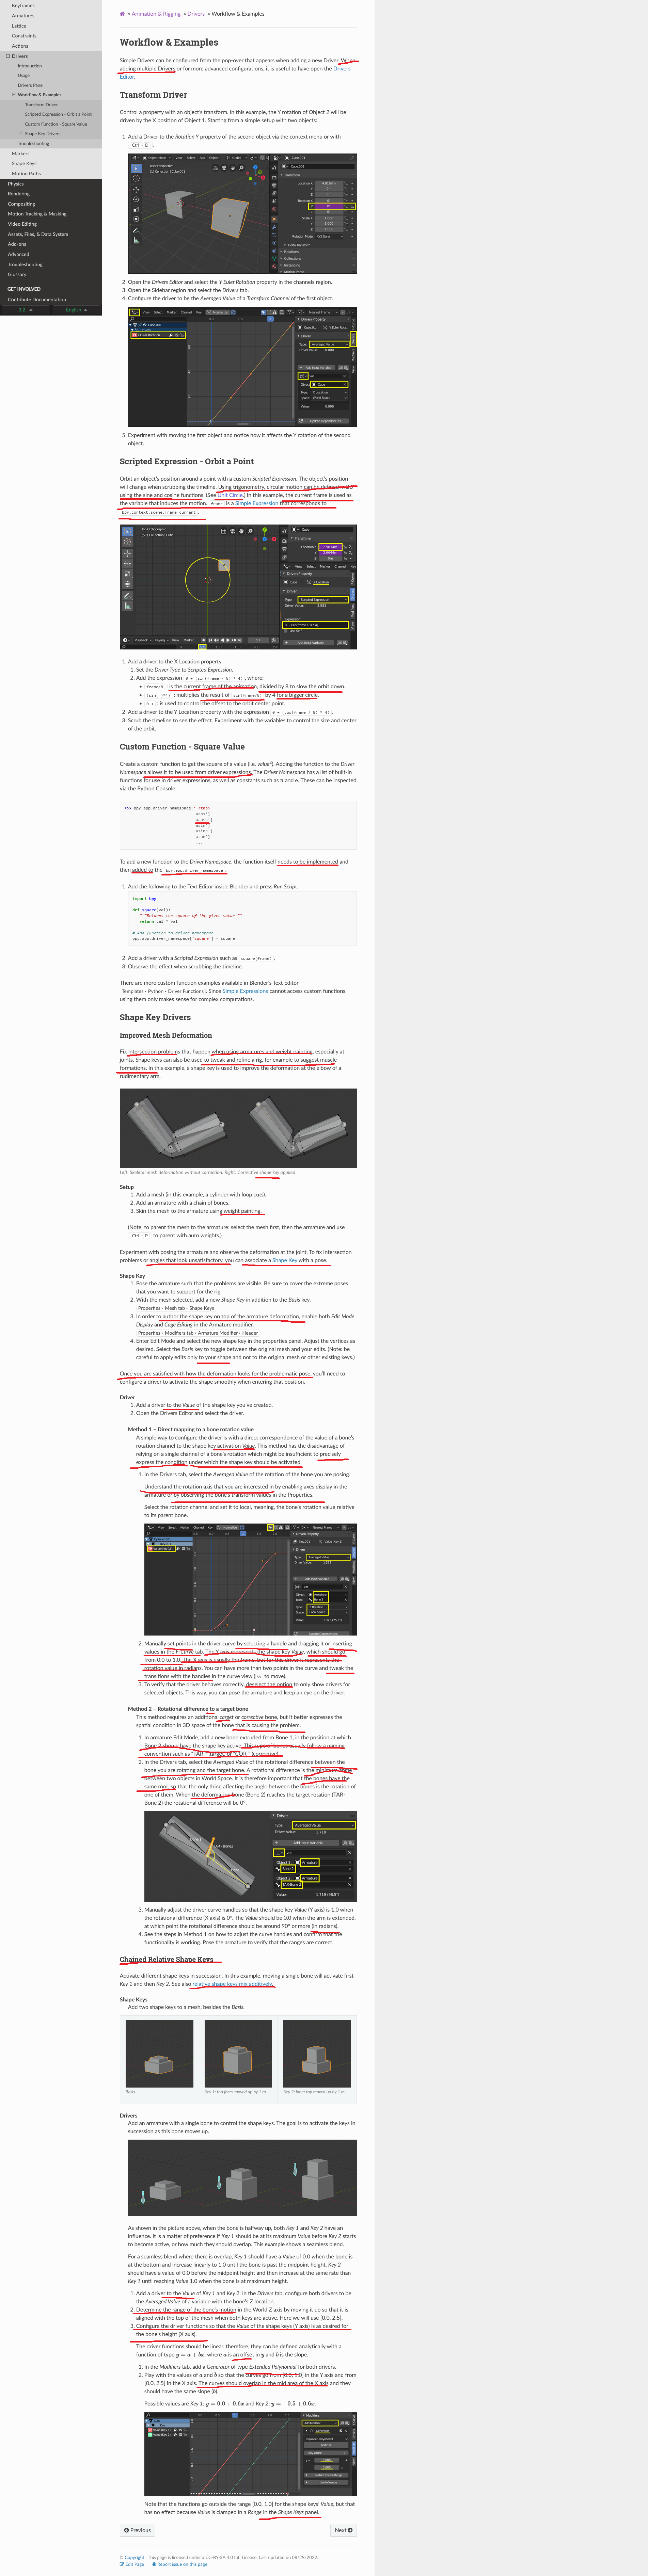 Keyframes
Armatures
Lattice
Constraints
Actions
Drivers
Introduction
Usage
Drivers Panel
Workflow & Examples
Transform Driver
Scripted Expression - Orbit a Point
Custom Function - Square Value
Shape Key Drivers
Troubleshooting
Markers
Shape Keys
Motion Paths
Physics
Rendering
Compositing
Motion Tracking & Masking
Video Editing
Assets, Files, & Data System
Add-ons
Advanced
Troubleshooting
Glossary
GET INVOLVED
Contribute Documentation
3.2 English
» Animation & Rigging » Drivers » Workflow & Examples
Workflow & Examples
Simple Drivers can be configured from the pop-over that appears when adding a new Driver. When
adding multiple Drivers or for more advanced configurations, it is useful to have open the Drivers
Editor.
Transform Driver
Control a property with an object's transform. In this example, the Y rotation of Object 2 will be
driven by the X position of Object 1. Starting from a simple setup with two objects:
1. Add a Driver to the Rotation Y property of the second object via the context menu or with
Ctrl - D .
2. Open the Drivers Editor and select the Y Euler Rotation property in the channels region.
3. Open the Sidebar region and select the Drivers tab.
4. Configure the driver to be the Averaged Value of a Transform Channel of the first object.
5. Experiment with moving the first object and notice how it affects the Y rotation of the second
object.
Scripted Expression - Orbit a Point
Orbit an object's position around a point with a custom Scripted Expression. The object's position
will change when scrubbing the timeline. Using trigonometry, circular motion can be defined in 2D
using the sine and cosine functions. (See Unit Circle.) In this example, the current frame is used as
the variable that induces the motion. frame is a Simple Expression that corresponds to
bpy.context.scene.frame_current .
1. Add a driver to the X Location property.
1. Set the Driver Type to Scripted Expression.
2. Add the expression 0 + (sin(frame / 8) * 4) , where:
frame/8 : is the current frame of the animation, divided by 8 to slow the orbit down.
(sin( )*4) : multiplies the result of sin(frame/8) by 4 for a bigger circle.
0 + : is used to control the offset to the orbit center point.
2. Add a driver to the Y Location property with the expression 0 + (cos(frame / 8) * 4) .
3. Scrub the timeline to see the effect. Experiment with the variables to control the size and center
of the orbit.
Custom Function - Square Value
Create a custom function to get the square of a value (i.e. value2). Adding the function to the Driver
Namespace allows it to be used from driver expressions. The Driver Namespace has a list of built-in
functions for use in driver expressions, as well as constants such as π and e. These can be inspected
via the Python Console:
>>> bpy.app.driver_namespace[' <tab>
acos']
acosh']
asin']
asinh']
atan']
...
To add a new function to the Driver Namespace, the function itself needs to be implemented and
then added to the bpy.app.driver_namespace .
1. Add the following to the Text Editor inside Blender and press Run Script.
import bpy
def square(val):
"""Returns the square of the given value"""
return val * val
# Add function to driver_namespace.
bpy.app.driver_namespace['square'] = square
2. Add a driver with a Scripted Expression such as square(frame) .
3. Observe the effect when scrubbing the timeline.
There are more custom function examples available in Blender's Text Editor
Templates ‣ Python ‣ Driver Functions . Since Simple Expressions cannot access custom functions,
using them only makes sense for complex computations.
Shape Key Drivers
Improved Mesh Deformation
Fix intersection problems that happen when using armatures and weight painting, especially at
joints. Shape keys can also be used to tweak and refine a rig, for example to suggest muscle
formations. In this example, a shape key is used to improve the deformation at the elbow of a
rudimentary arm.
Left: Skeletal mesh deformation without correction. Right: Corrective shape key applied
Setup
1. Add a mesh (in this example, a cylinder with loop cuts).
2. Add an armature with a chain of bones.
3. Skin the mesh to the armature using weight painting.
(Note: to parent the mesh to the armature: select the mesh first, then the armature and use
Ctrl - P to parent with auto weights.)
Experiment with posing the armature and observe the deformation at the joint. To fix intersection
problems or angles that look unsatisfactory, you can associate a Shape Key with a pose.
Shape Key
1. Pose the armature such that the problems are visible. Be sure to cover the extreme poses
that you want to support for the rig.
2. With the mesh selected, add a new Shape Key in addition to the Basis key.
Properties ‣ Mesh tab ‣ Shape Keys
3. In order to author the shape key on top of the armature deformation, enable both Edit Mode
Display and Cage Editing in the Armature modifier.
Properties ‣ Modifiers tab ‣ Armature Modifier ‣ Header
4. Enter Edit Mode and select the new shape key in the properties panel. Adjust the vertices as
desired. Select the Basis key to toggle between the original mesh and your edits. (Note: be
careful to apply edits only to your shape and not to the original mesh or other existing keys.)
Once you are satisfied with how the deformation looks for the problematic pose, you'll need to
configure a driver to activate the shape smoothly when entering that position.
Driver
1. Add a driver to the Value of the shape key you've created.
2. Open the Drivers Editor and select the driver.
Method 1 – Direct mapping to a bone rotation value
A simple way to configure the driver is with a direct correspondence of the value of a bone's
rotation channel to the shape key activation Value. This method has the disadvantage of
relying on a single channel of a bone's rotation which might be insufficient to precisely
express the condition under which the shape key should be activated.
1. In the Drivers tab, select the Averaged Value of the rotation of the bone you are posing.
Understand the rotation axis that you are interested in by enabling axes display in the
armature or by observing the bone's transform values in the Properties.
Select the rotation channel and set it to local, meaning, the bone's rotation value relative
to its parent bone.
2. Manually set points in the driver curve by selecting a handle and dragging it or inserting
values in the F-Curve tab. The Y axis represents the shape key Value, which should go
from 0.0 to 1.0. The X axis is usually the frame, but for this driver it represents the
rotation value in radians. You can have more than two points in the curve and tweak the
transitions with the handles in the curve view ( G to move).
3. To verify that the driver behaves correctly, deselect the option to only show drivers for
selected objects. This way, you can pose the armature and keep an eye on the driver.
Method 2 – Rotational difference to a target bone
This method requires an additional target or corrective bone, but it better expresses the
spatial condition in 3D space of the bone that is causing the problem.
1. In armature Edit Mode, add a new bone extruded from Bone 1, in the position at which
Bone 2 should have the shape key active. This type of bones usually follow a naming
convention such as "TAR-" (target) or "COR-" (corrective).
2. In the Drivers tab, select the Averaged Value of the rotational difference between the
bone you are rotating and the target bone. A rotational difference is the minimum angle
between two objects in World Space. It is therefore important that the bones have the
same root, so that the only thing affecting the angle between the bones is the rotation of
one of them. When the deformation bone (Bone 2) reaches the target rotation (TAR-
Bone 2) the rotational difference will be 0°.
3. Manually adjust the driver curve handles so that the shape key Value (Y axis) is 1.0 when
the rotational difference (X axis) is 0°. The Value should be 0.0 when the arm is extended,
at which point the rotational difference should be around 90° or more (in radians).
4. See the steps in Method 1 on how to adjust the curve handles and confirm that the
functionality is working. Pose the armature to verify that the ranges are correct.
Chained Relative Shape Keys
Activate different shape keys in succession. In this example, moving a single bone will activate first
Key 1 and then Key 2. See also relative shape keys mix additively.
Shape Keys
Add two shape keys to a mesh, besides the Basis.
Basis.
Key 1: top faces moved up by 1 m.
Key 2: inner top moved up by 1 m.
Drivers
Add an armature with a single bone to control the shape keys. The goal is to activate the keys in
succession as this bone moves up.
As shown in the picture above, when the bone is halfway up, both Key 1 and Key 2 have an
influence. It is a matter of preference if Key 1 should be at its maximum Value before Key 2 starts
to become active, or how much they should overlap. This example shows a seamless blend.
For a seamless blend where there is overlap, Key 1 should have a Value of 0.0 when the bone is
at the bottom and increase linearly to 1.0 until the bone is past the midpoint height. Key 2
should have a value of 0.0 before the midpoint and then increase at the same rate than
Key 1 until reaching Value 1.0 when the bone is at maximum height.
1. Add a driver to the Value of Key 1 and Key 2. In the Drivers tab, configure both drivers to be
the Averaged Value of a variable with the bone's Z location.
2. Determine the range of the bone's motion in the World Z axis by moving it up so that it is
aligned with the top of the mesh when both keys are active. Here we will use [0.0, 2.5].
3. Configure the driver functions so that the Value of the shape keys (Y axis) is as desired for
the bone's height (X axis).
The driver functions should be linear, therefore, they can be defined analytically with a
function of type y = a + bx, where a is an offset in y and b is the slope.
1. In the Modifiers tab, add a Generator of type Extended Polynomial for both drivers.
2. Play with the values of a and b so that the curves go from [0.0, 1.0] in the Y axis and from
[0.0, 2.5] in the X axis. The curves should overlap in the mid area of the X axis and they
should have the same slope (b).
Possible values are Key 1: y = 0.0 + 0.6x and Key 2: y = −0.5 + 0.6x.
Note that the functions go outside the range [0.0, 1.0] for the shape keys' Value, but that
has no effect because Value is clamped in a Range in the Shape Keys panel.
Previous
Next
© Copyright : This page is licensed under a CC-BY-SA 4.0 Int. License. Last updated on 08/29/2022.
Edit Page Report issue on this page